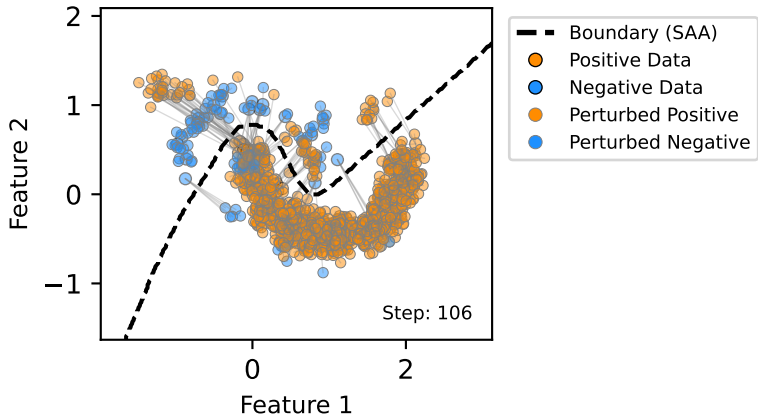 2
1
0
−1
Feature 2
0
2
Feature 1
Step: 106
Boundary (SAA)
Positive Data
Negative Data
Perturbed Positive
Perturbed Negative